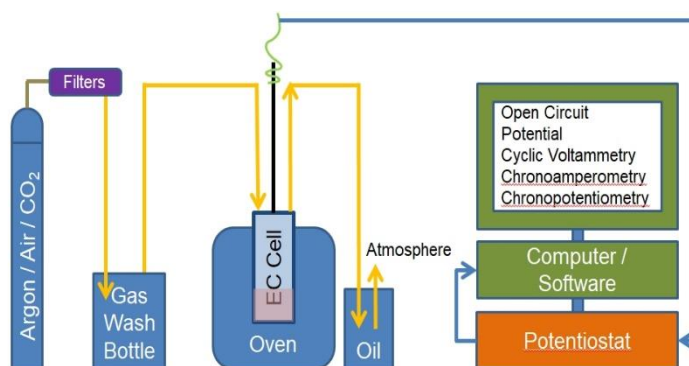 Filters
Argon / Air / CO₂
Gas
Wash
Bottle
EC Cell
Oven
Atmosphere
Oil
Open Circuit
Potential
Cyclic Voltammetry
Chronoamperometry
Chronopotentiometry
Computer /
Software
Potentiostat